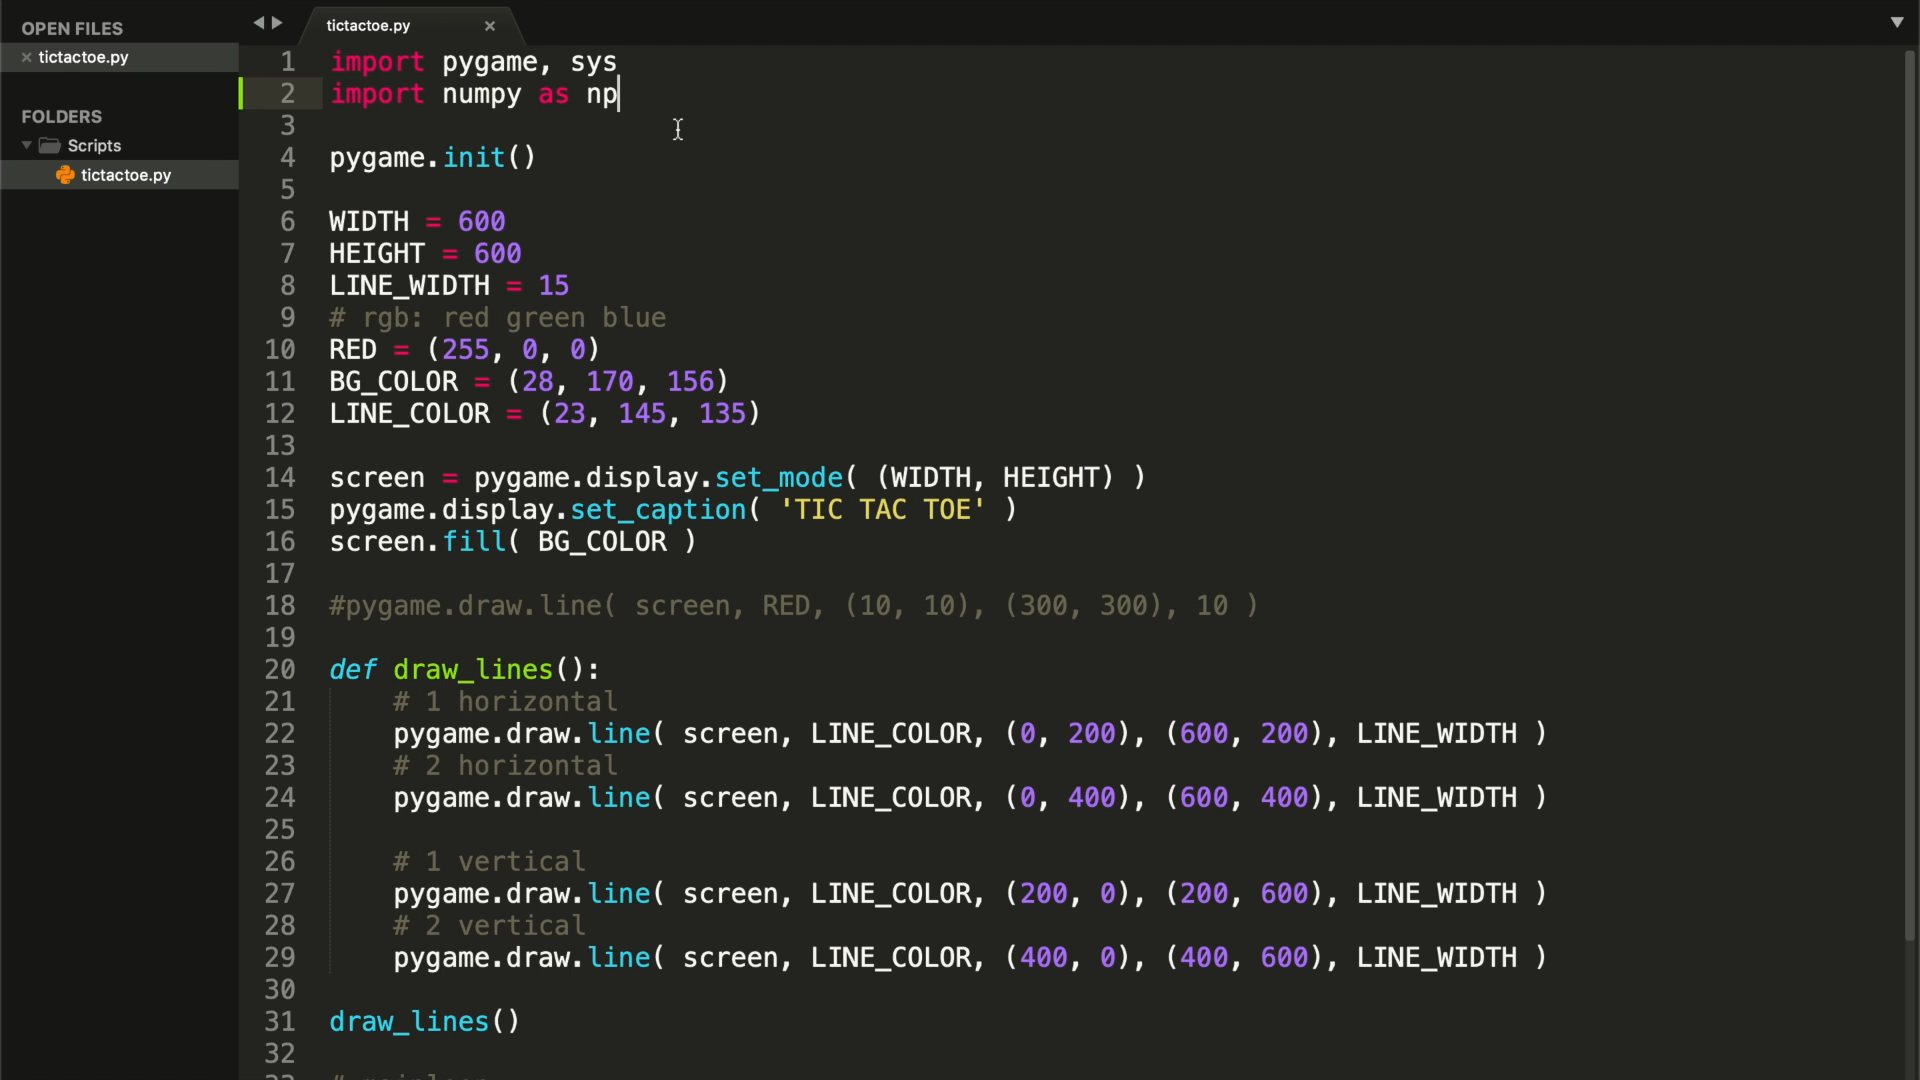 OPEN FILES
tictactoe.py
FOLDERS
Scripts
tictactoe.py
tictactoe.py
1 import pygame, sys
2 import numpy as np
3
4 pygame.init()
5
6 WIDTH = 600
7 HEIGHT = 600
8 LINE_WIDTH = 15
9 # rgb: red green blue
10 RED = (255, 0, 0)
11 BG_COLOR = (28, 170, 156)
12 LINE_COLOR = (23, 145, 135)
13
14 screen = pygame.display.set_mode( (WIDTH, HEIGHT) )
15 pygame.display.set_caption( 'TIC TAC TOE' )
16 screen.fill( BG_COLOR )
17
18 #pygame.draw.line( screen, RED, (10, 10), (300, 300), 10 )
19
20 def draw_lines():
21     # 1 horizontal
22     pygame.draw.line( screen, LINE_COLOR, (0, 200), (600, 200), LINE_WIDTH )
23     # 2 horizontal
24     pygame.draw.line( screen, LINE_COLOR, (0, 400), (600, 400), LINE_WIDTH )
25
26     # 1 vertical
27     pygame.draw.line( screen, LINE_COLOR, (200, 0), (200, 600), LINE_WIDTH )
28     # 2 vertical
29     pygame.draw.line( screen, LINE_COLOR, (400, 0), (400, 600), LINE_WIDTH )
30
31 draw_lines()
32